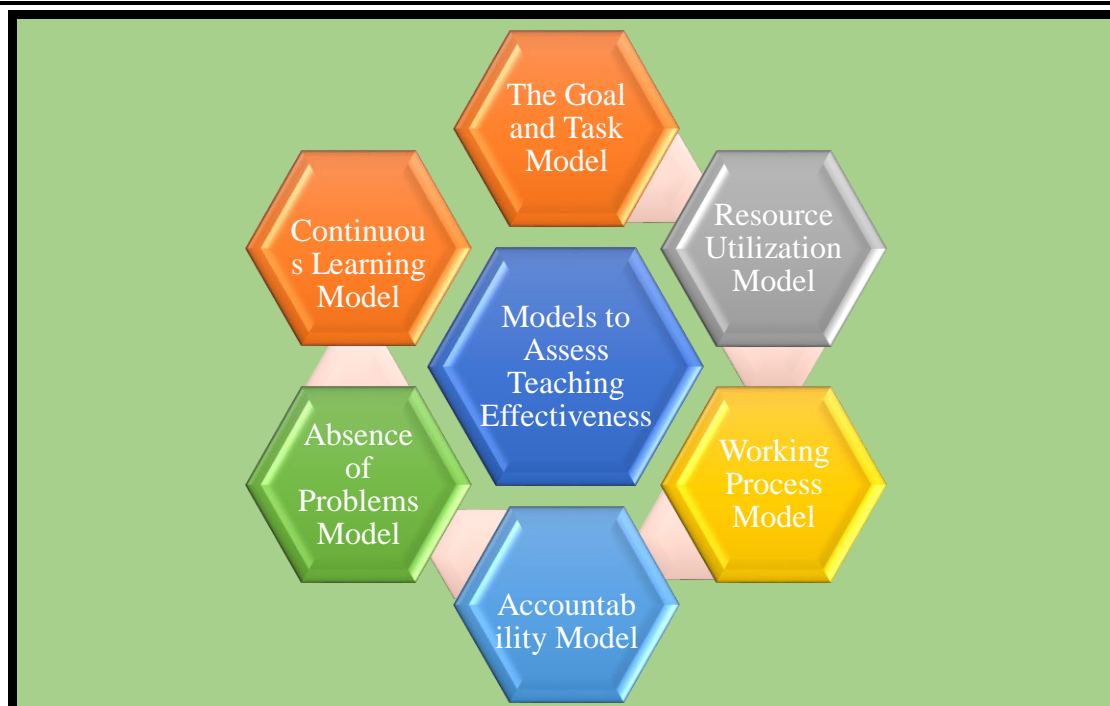 The Goal
and Task
Model
Resource
Utilization
Model
Working
Process
Model
Accountab
ility Model
Absence
of
Problems
Model
Continuou
s Learning
Model
Models to
Assess
Teaching
Effectiveness